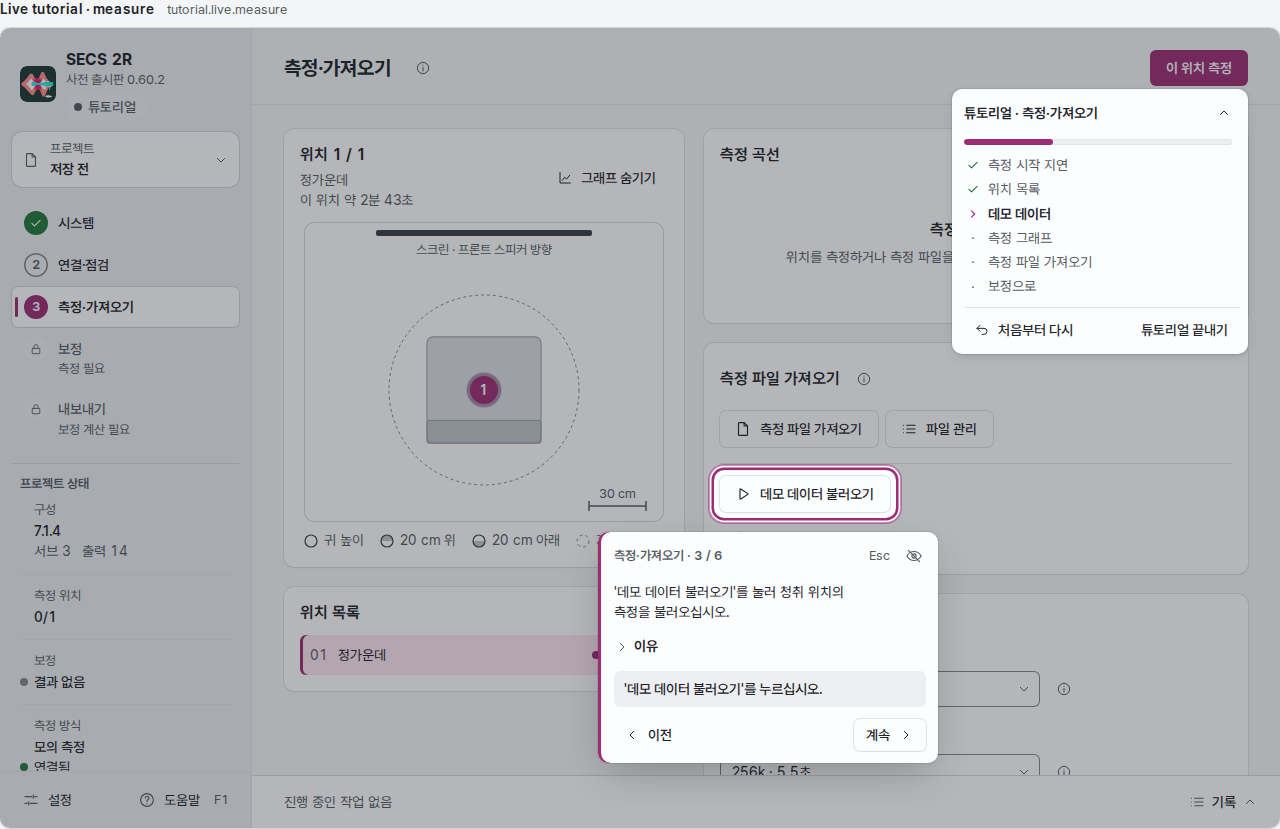 Live tutorial · measure tutorial.live.measure
SECS 2R
사전 출시판 0.60.2
튜토리얼
프로젝트
저장 전
시스템
2 연결·점검
3 측정·가져오기
보정
측정 필요
내보내기
보정 계산 필요
프로젝트 상태
구성
7.1.4
서브 3 출력 14
측정 위치
0/1
보정
결과 없음
측정 방식
모의 측정
연결됨
설정
도움말 F1
측정·가져오기
이 위치 측정
위치 1 / 1
정가운데
이 위치 약 2분 43초
그래프 숨기기
스크린 · 프론트 스피커 방향
1
30 cm
귀 높이
20 cm 위
20 cm 아래
위치 목록
01 정가운데
측정 곡선
위치를 측정하거나 측정 파일을
측정 파일 가져오기
측정 파일 가져오기
파일 관리
데모 데이터 불러오기
256k · 5.5초
튜토리얼 · 측정·가져오기
측정 시작 지연
위치 목록
데모 데이터
측정 그래프
측정 파일 가져오기
보정으로
처음부터 다시
튜토리얼 끝내기
측정·가져오기 · 3 / 6
Esc
'데모 데이터 불러오기'를 눌러 청취 위치의
측정을 불러오십시오.
이유
'데모 데이터 불러오기'를 누르십시오.
이전
계속
진행 중인 작업 없음
기록